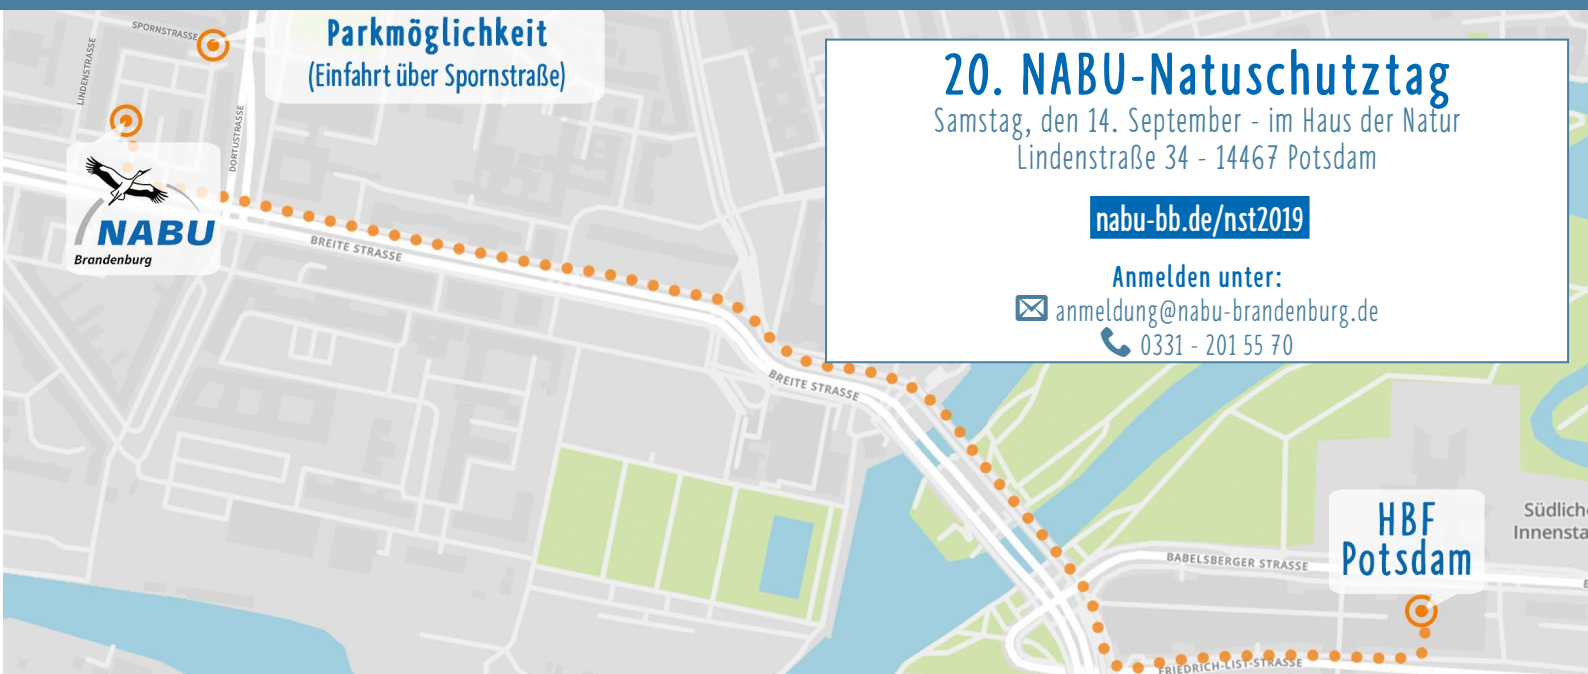 SPORNSTRASSE
LINDENSTRASSE
DORTUSTRASSE
Parkmöglichkeit
(Einfahrt über Spornstraße)
NABU
Brandenburg
BREITE STRASSE
BREITE STRASSE
20. NABU-Natuschutztag
Samstag, den 14. September - im Haus der Natur
Lindenstraße 34 - 14467 Potsdam
nabu-bb.de/nst2019
Anmelden unter:
anmeldung@nabu-brandenburg.de
0331 - 201 55 70
HBF
Potsdam
Südliche
Innensta
BABELSBERGER STRASSE
FRIEDRICH-LIST-STRASSE